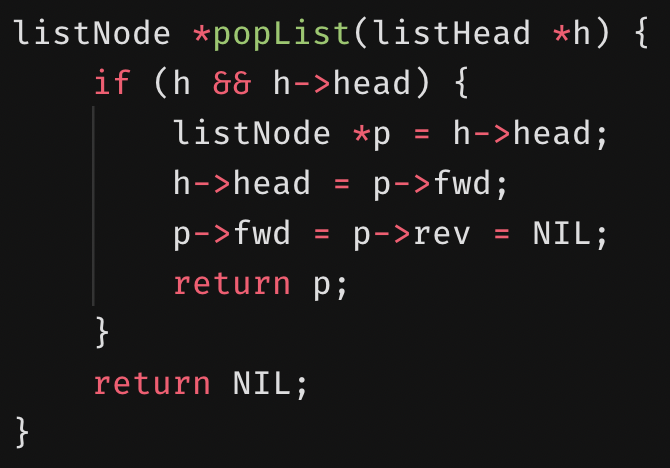 listNode *popList(listHead *h) {
    if (h && h->head) {
        listNode *p = h->head;
        h->head = p->fwd;
        p->fwd = p->rev = NIL;
        return p;
    }
    return NIL;
}